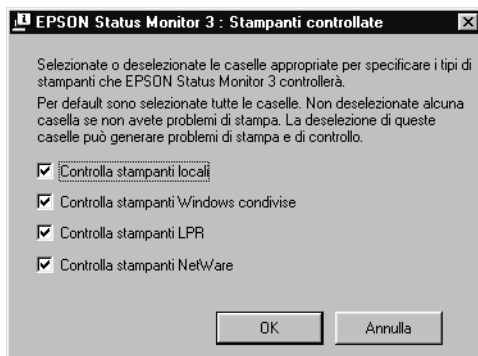 EPSON Status Monitor 3 : Stampanti controllate
Selezionate o deselezionate le caselle appropriate per specificare i tipi di
stampanti che EPSON Status Monitor 3 controllerà.
Per default sono selezionate tutte le caselle. Non deselezionate alcuna
casella se non avete problemi di stampa. La deselezione di queste
caselle può generare problemi di stampa e di controllo.
Controlla stampanti locali
Controlla stampanti Windows condivise
Controlla stampanti LPR
Controlla stampanti NetWare
OK
Annulla